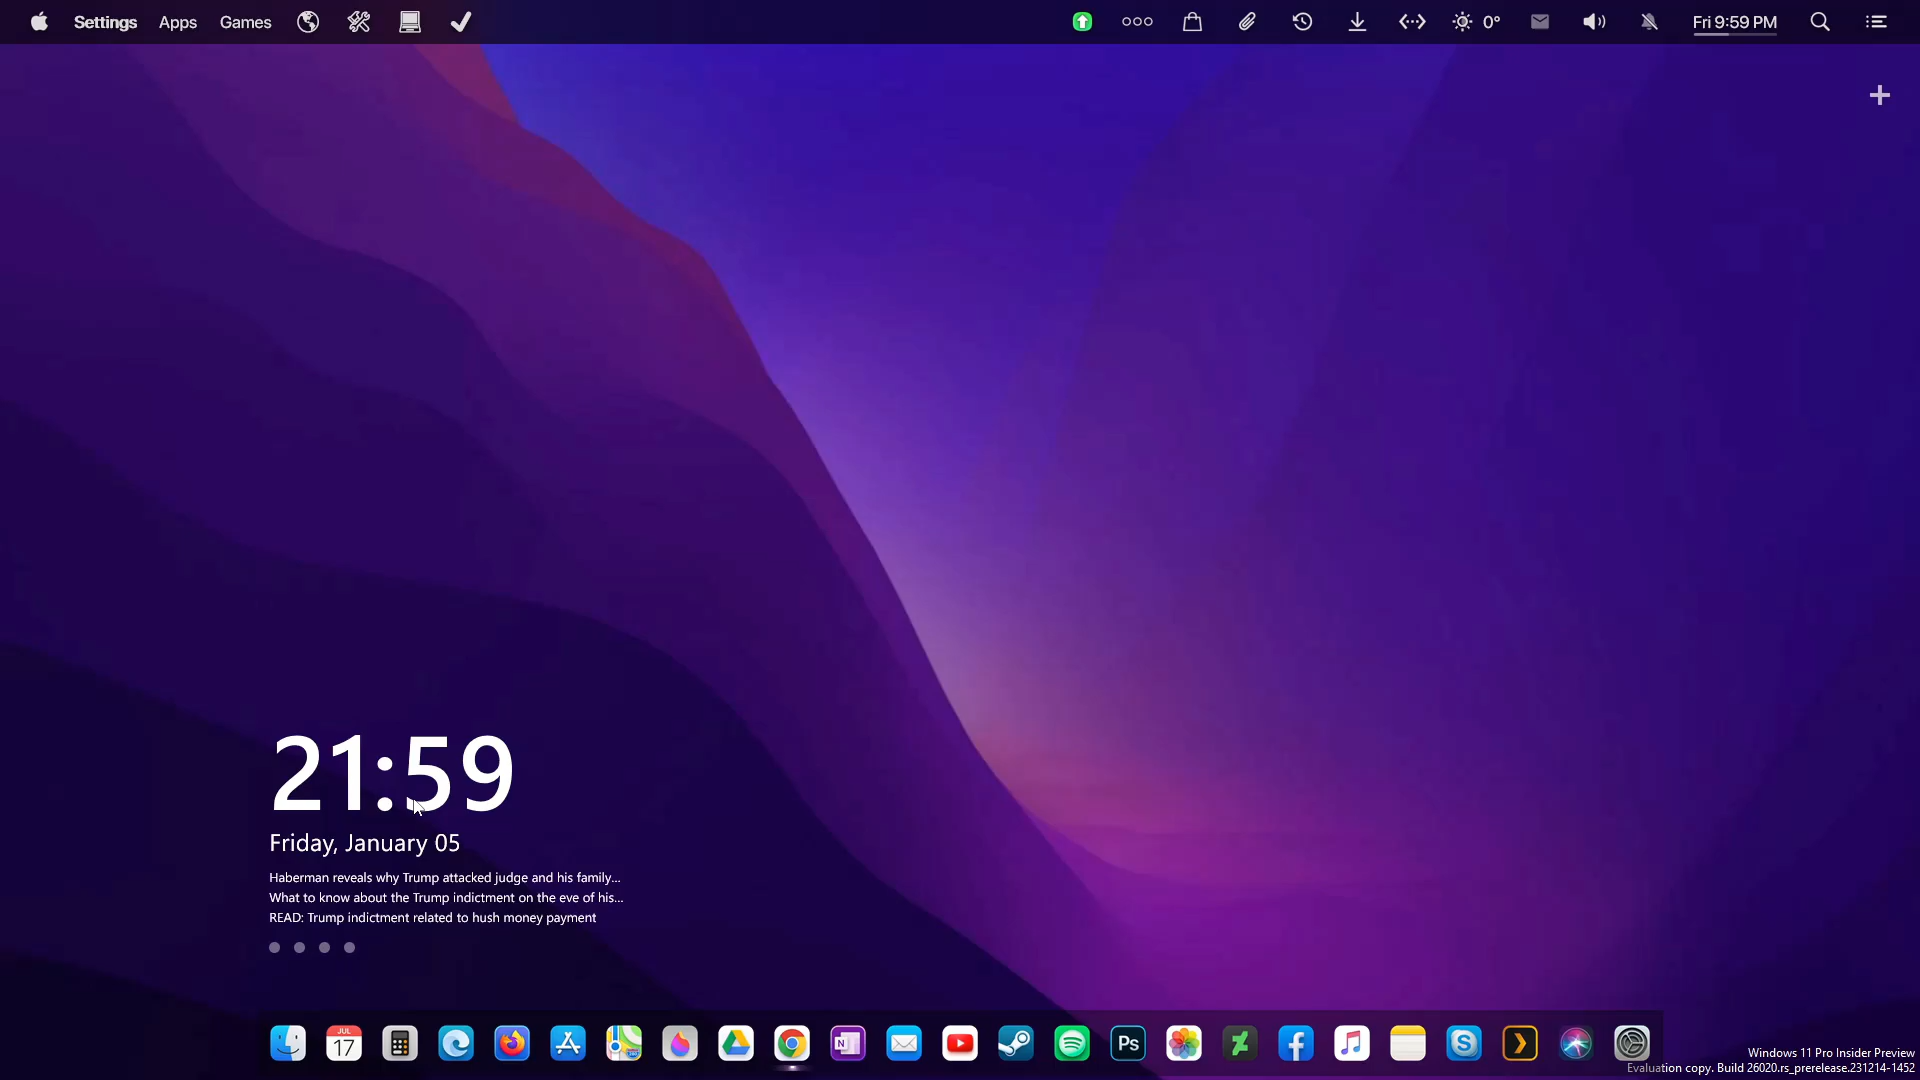 Settings Apps Games
0° Fri 9:59 PM
21:59
Friday, January 05
Haberman reveals why Trump attacked judge and his family...
What to know about the Trump indictment on the eve of his...
READ: Trump indictment related to hush money payment
JUL
17
N
Ps
Windows 11 Pro Insider Preview
Evaluation copy. Build 26020.rs_prerelease.231214-1452